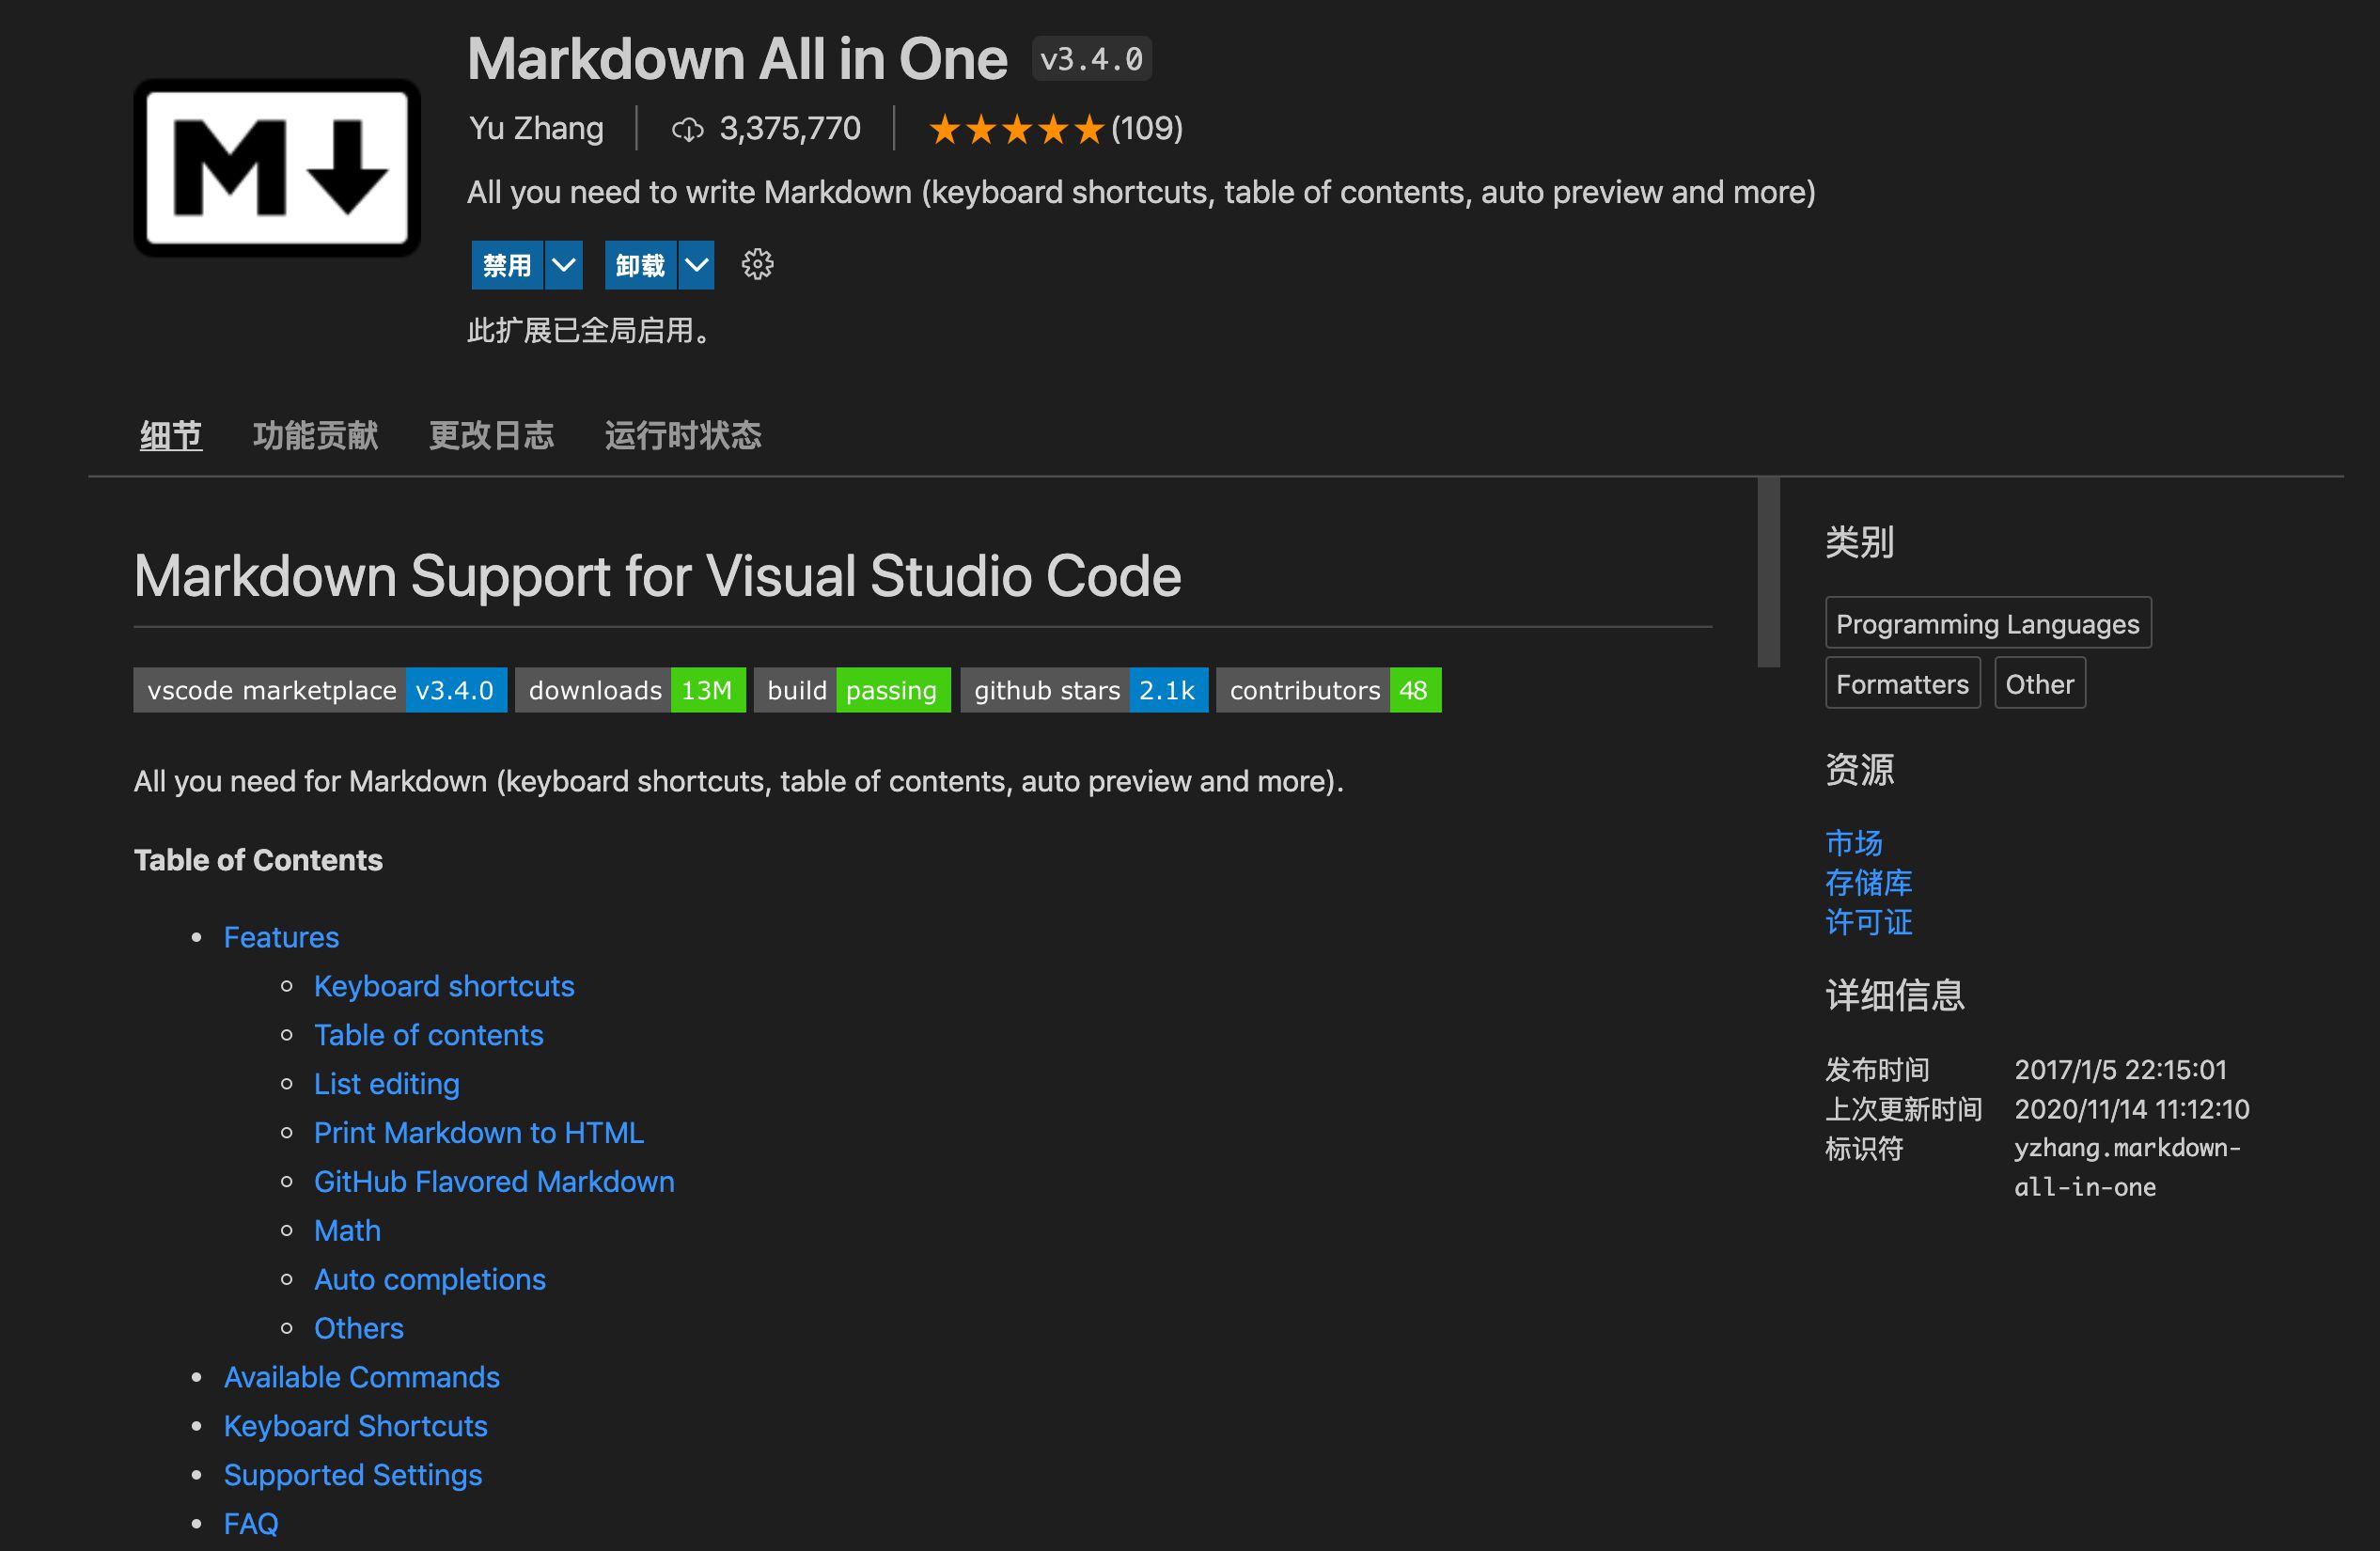 Markdown All in One v3.4.0
Yu Zhang 3,375,770 (109)
All you need to write Markdown (keyboard shortcuts, table of contents, auto preview and more)
禁用 卸载
此扩展已全局启用。
细节 功能贡献 更改日志 运行时状态
Markdown Support for Visual Studio Code
vscode marketplace v3.4.0 downloads 13M build passing github stars 2.1k contributors 48
All you need for Markdown (keyboard shortcuts, table of contents, auto preview and more).
Table of Contents
Features
Keyboard shortcuts
Table of contents
List editing
Print Markdown to HTML
GitHub Flavored Markdown
Math
Auto completions
Others
Available Commands
Keyboard Shortcuts
Supported Settings
FAQ
类别
Programming Languages
Formatters Other
资源
市场
存储库
许可证
详细信息
发布时间 2017/1/5 22:15:01
上次更新时间 2020/11/14 11:12:10
标识符 yzhang.markdown-
all-in-one